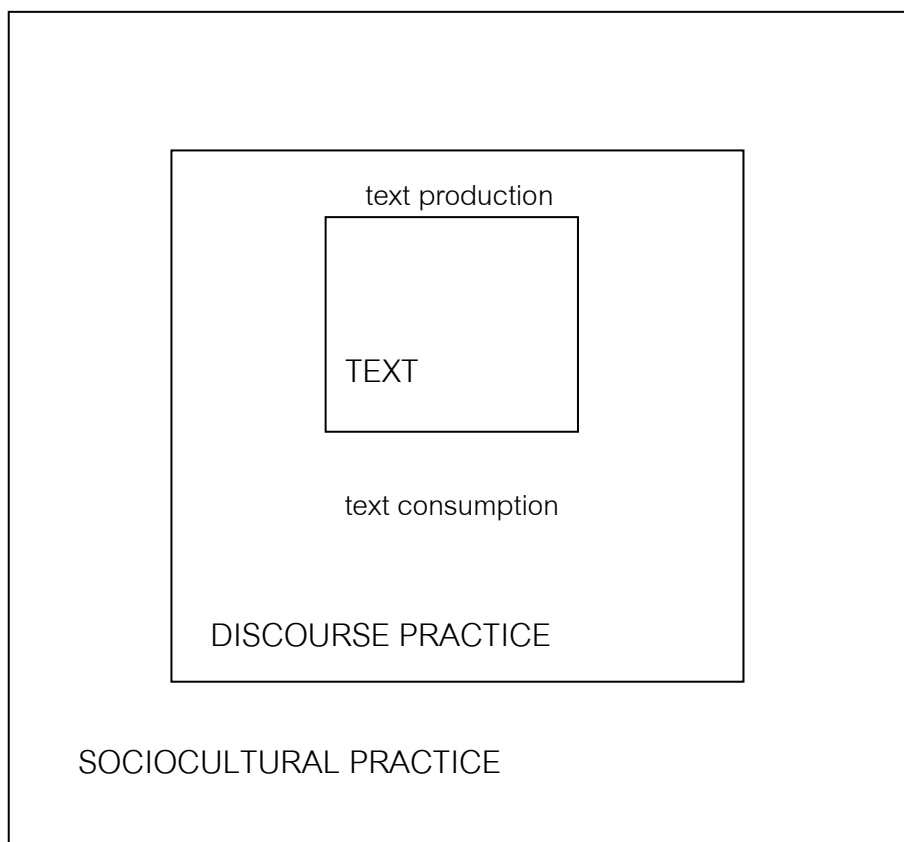 text production
TEXT
text consumption
DISCOURSE PRACTICE
SOCIOCULTURAL PRACTICE